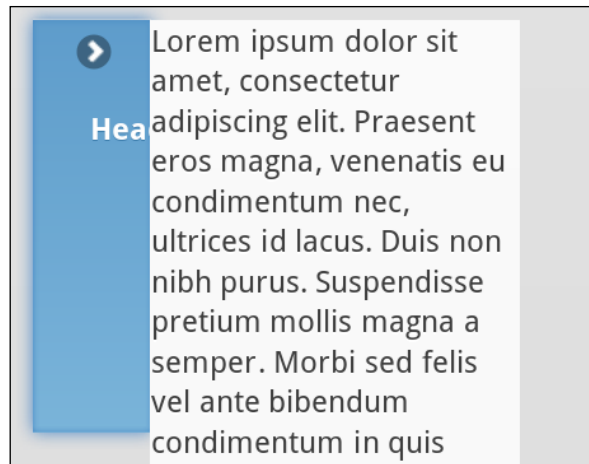 Lorem ipsum dolor sit
amet, consectetur
Hea
adipiscing elit. Praesent
eros magna, venenatis eu
condimentum nec,
ultrices id lacus. Duis non
nibh purus. Suspendisse
pretium mollis magna a
semper. Morbi sed felis
vel ante bibendum
condimentum in quis